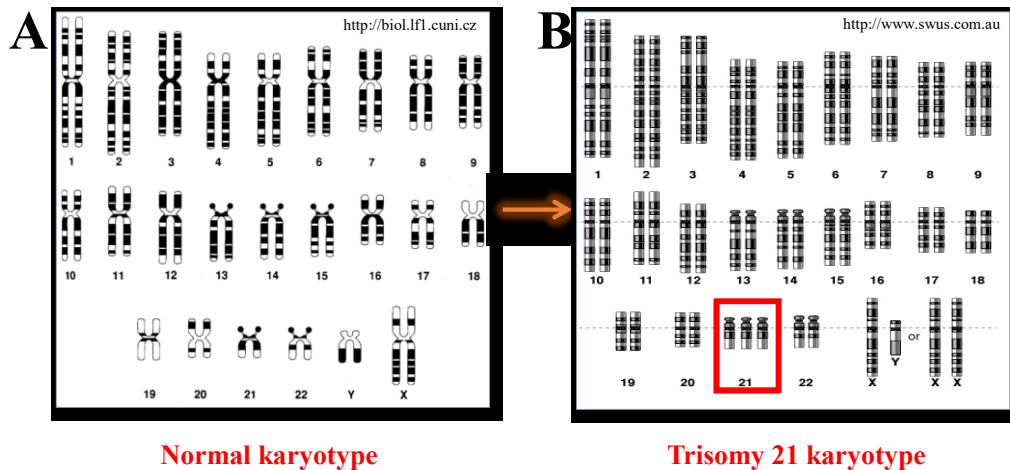 A
http://biol.lf1.cuni.cz
1 2 3 4 5 6 7 8 9
10 11 12 13 14 15 16 17 18
19 20 21 22 Y X
Normal karyotype
B
http://www.swus.com.au
1 2 3 4 5 6 7 8 9
10 11 12 13 14 15 16 17 18
or
Y
19 20 21 22 X X X
Trisomy 21 karyotype